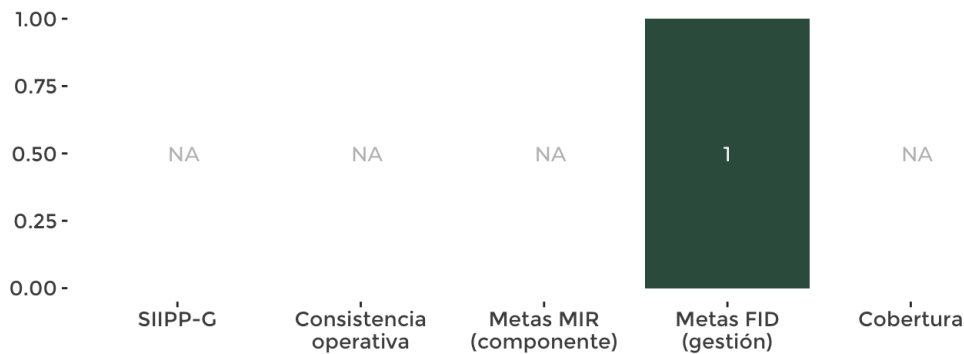 1.00
0.75
0.50
0.25
0.00
NA NA NA 1 NA
SIIPP-G Consistencia Metas MIR Metas FID Cobertura
operativa (componente) (gestión)